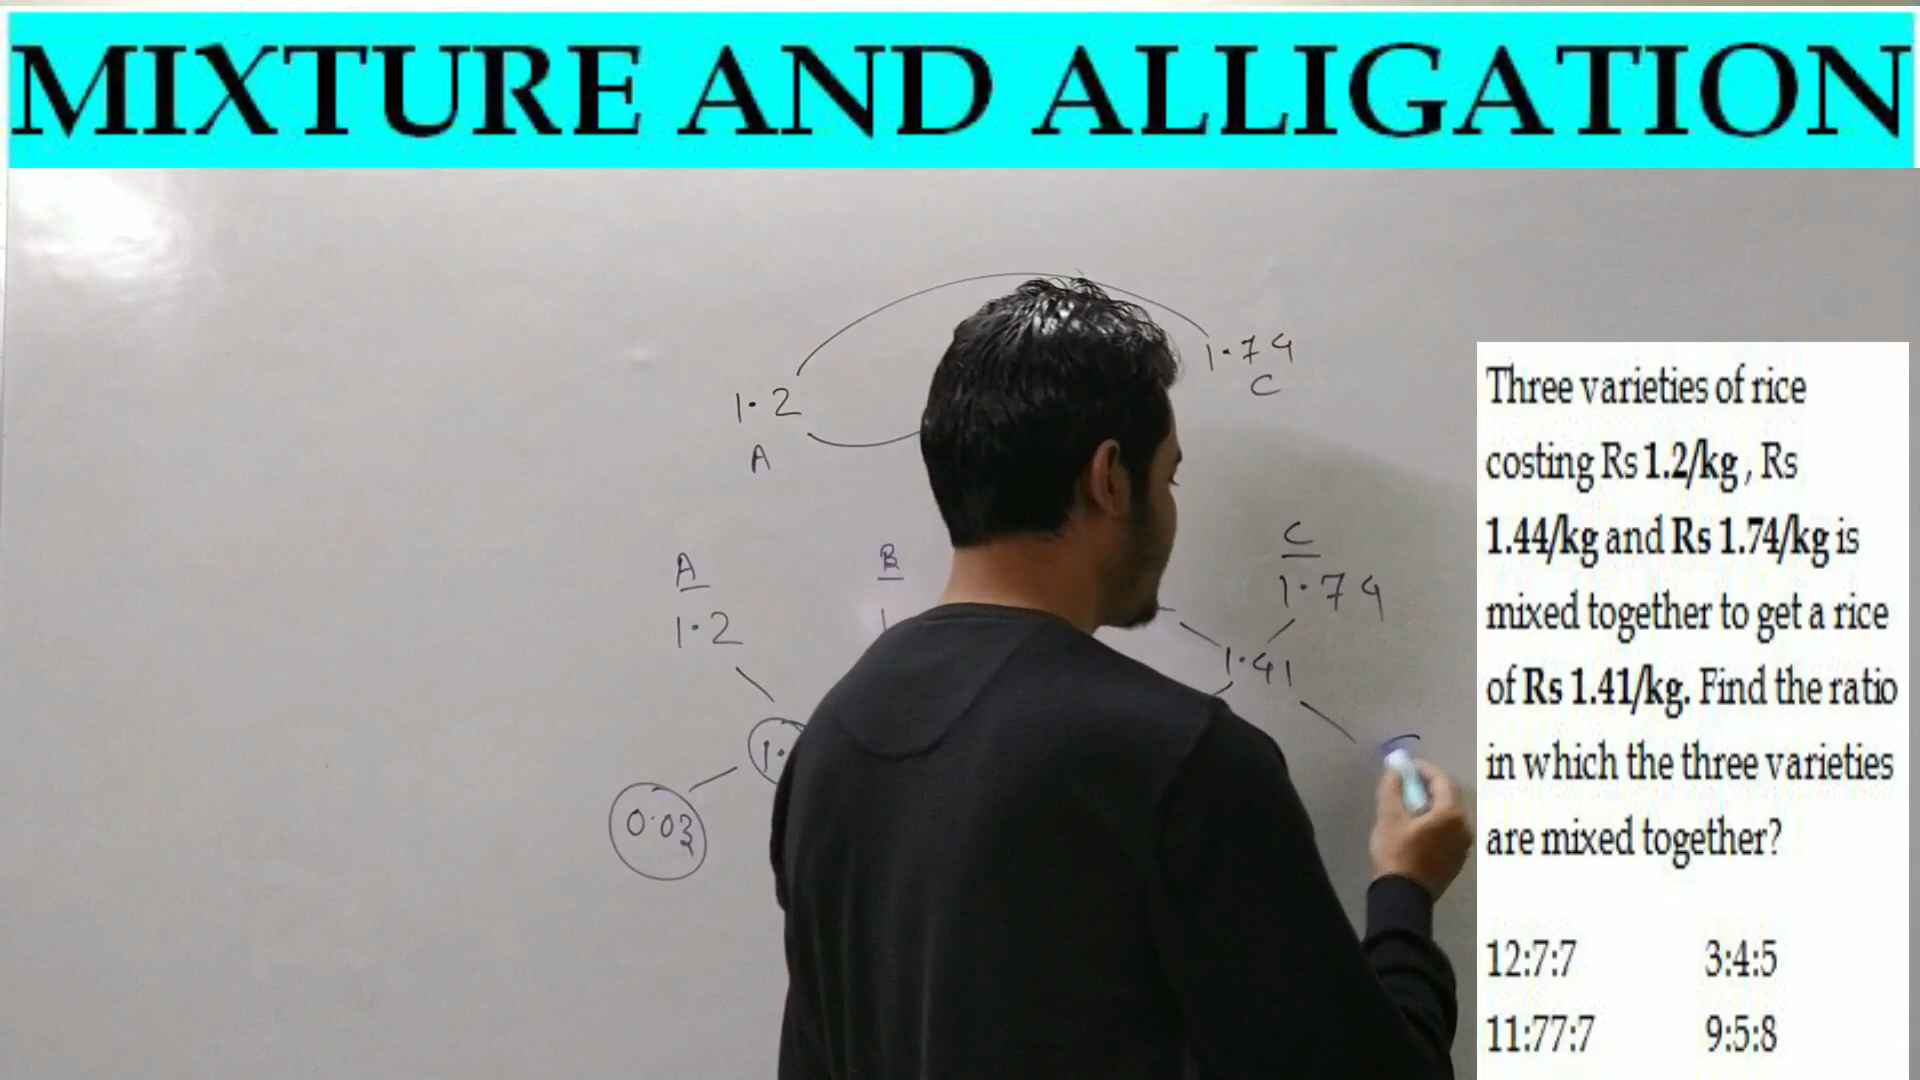 MIXTURE AND ALLIGATION
1.74
C
1.2
A
C
A
B
1.74
1.2
1.41
0.03
Three varieties of rice
costing Rs 1.2/kg , Rs
1.44/kg and Rs 1.74/kg is
mixed together to get a rice
of Rs 1.41/kg. Find the ratio
in which the three varieties
are mixed together?
12:7:7 3:4:5
11:77:7 9:5:8